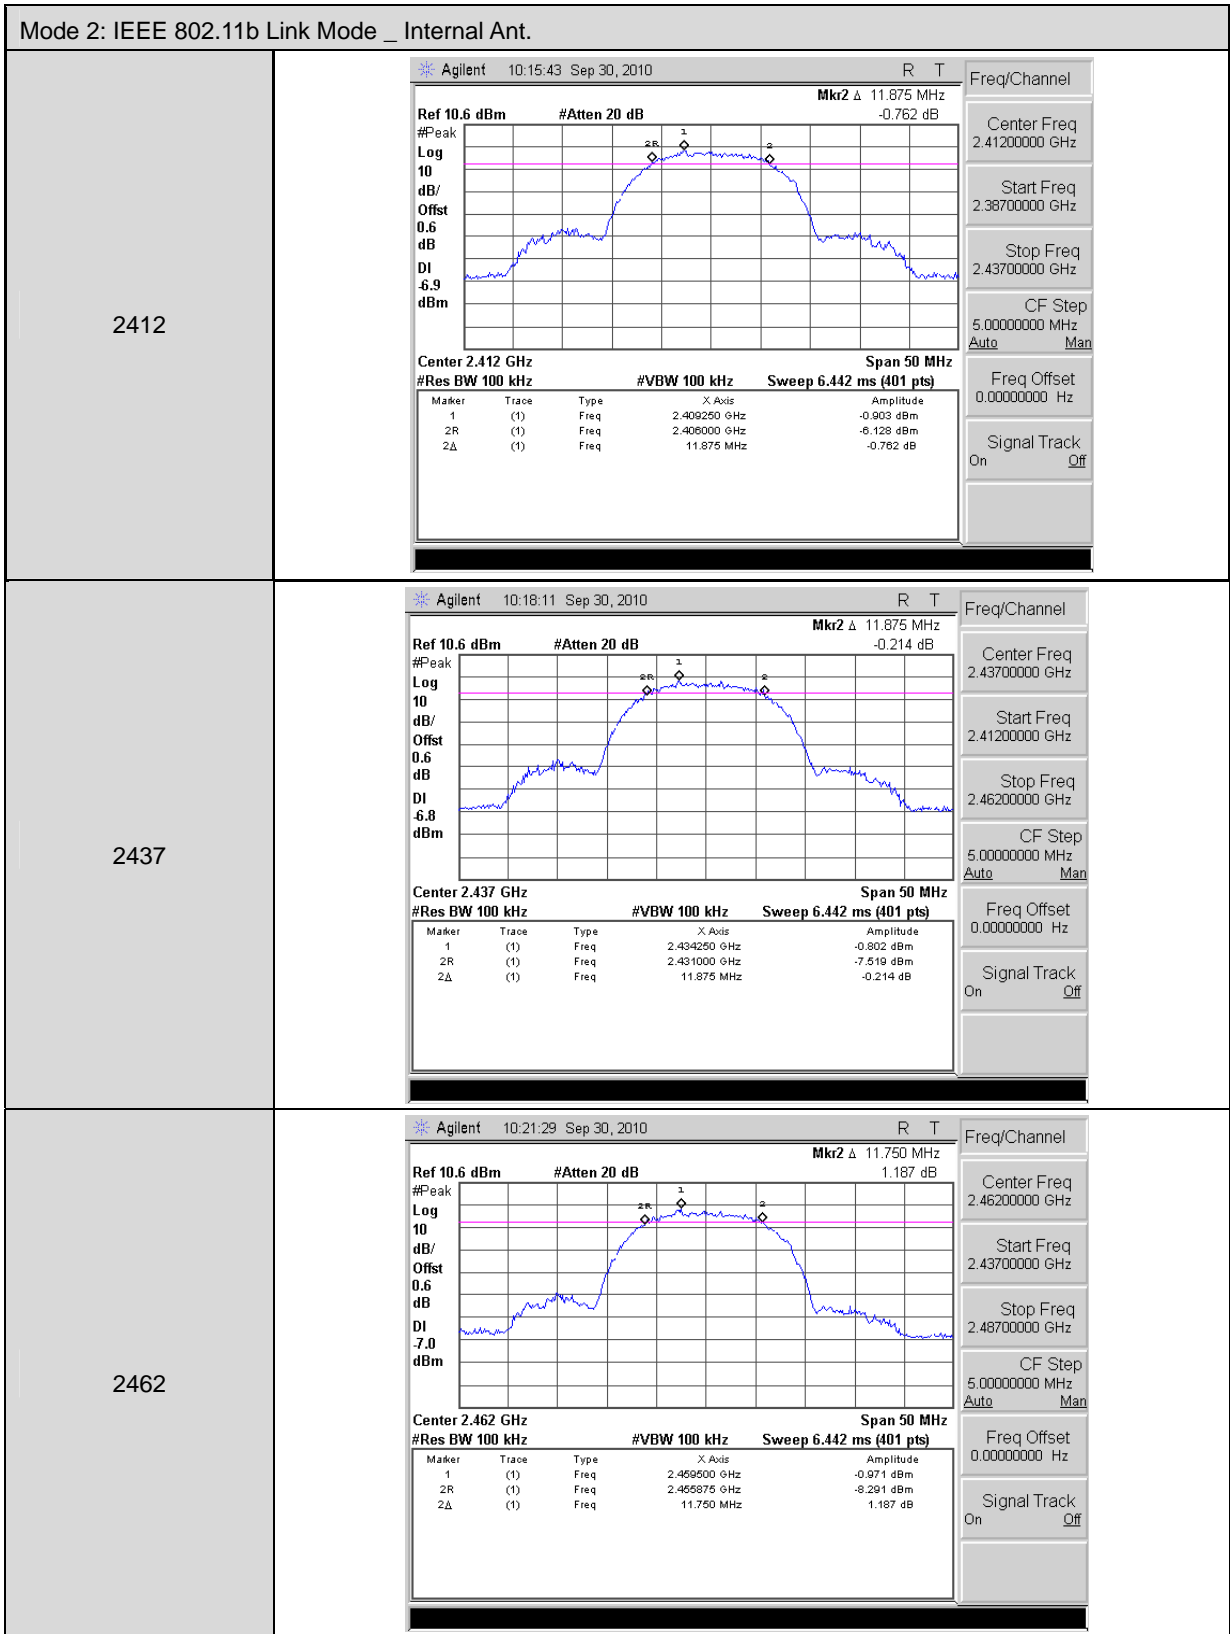 Mode 2: IEEE 802.11b Link Mode _ Internal Ant.
2412
Agilent 10:15:43 Sep 30, 2010 R T
Mkr2 Δ 11.875 MHz
Ref 10.6 dBm #Atten 20 dB -0.762 dB
#Peak
Log
10
dB/
Offst
0.6
dB
DI
-6.9
dBm
2R
1
2
Center 2.412 GHz Span 50 MHz
#Res BW 100 kHz #VBW 100 kHz Sweep 6.442 ms (401 pts)
Marker Trace Type X Axis Amplitude
1 (1) Freq 2.409250 GHz -0.903 dBm
2R (1) Freq 2.406000 GHz -6.128 dBm
2Δ (1) Freq 11.875 MHz -0.762 dB
Freq/Channel
Center Freq
2.41200000 GHz
Start Freq
2.38700000 GHz
Stop Freq
2.43700000 GHz
CF Step
5.00000000 MHz
Auto Man
Freq Offset
0.00000000 Hz
Signal Track
On Off
2437
Agilent 10:18:11 Sep 30, 2010 R T
Mkr2 Δ 11.875 MHz
Ref 10.6 dBm #Atten 20 dB -0.214 dB
#Peak
Log
10
dB/
Offst
0.6
dB
DI
-6.8
dBm
2R
1
2
Center 2.437 GHz Span 50 MHz
#Res BW 100 kHz #VBW 100 kHz Sweep 6.442 ms (401 pts)
Marker Trace Type X Axis Amplitude
1 (1) Freq 2.434250 GHz -0.802 dBm
2R (1) Freq 2.431000 GHz -7.519 dBm
2Δ (1) Freq 11.875 MHz -0.214 dB
Freq/Channel
Center Freq
2.43700000 GHz
Start Freq
2.41200000 GHz
Stop Freq
2.46200000 GHz
CF Step
5.00000000 MHz
Auto Man
Freq Offset
0.00000000 Hz
Signal Track
On Off
2462
Agilent 10:21:29 Sep 30, 2010 R T
Mkr2 Δ 11.750 MHz
Ref 10.6 dBm #Atten 20 dB 1.187 dB
#Peak
Log
10
dB/
Offst
0.6
dB
DI
-7.0
dBm
2R
1
2
Center 2.462 GHz Span 50 MHz
#Res BW 100 kHz #VBW 100 kHz Sweep 6.442 ms (401 pts)
Marker Trace Type X Axis Amplitude
1 (1) Freq 2.459500 GHz -0.971 dBm
2R (1) Freq 2.455875 GHz -8.291 dBm
2Δ (1) Freq 11.750 MHz 1.187 dB
Freq/Channel
Center Freq
2.46200000 GHz
Start Freq
2.43700000 GHz
Stop Freq
2.48700000 GHz
CF Step
5.00000000 MHz
Auto Man
Freq Offset
0.00000000 Hz
Signal Track
On Off